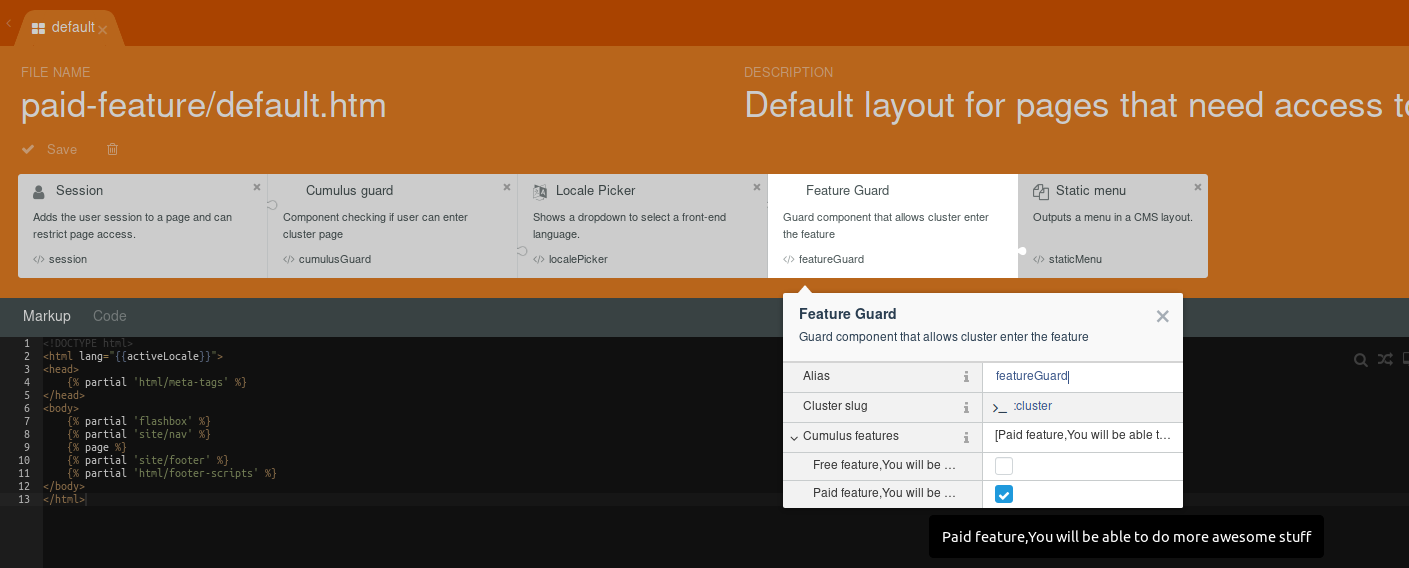 default
FILE NAME
DESCRIPTION
paid-feature/default.htm
Default layout for pages that need access to
Save
Session
Adds the user session to a page and can
restrict page access.
session
Cumulus guard
Component checking if user can enter
cluster page
cumulusGuard
Locale Picker
Shows a dropdown to select a front-end
language.
localePicker
Feature Guard
Guard component that allows cluster enter
the feature
featureGuard
Static menu
Outputs a menu in a CMS layout.
staticMenu
Markup Code
1 <!DOCTYPE html>
2 <html lang="{{activeLocale}}">
3 <head>
4 {% partial 'html/meta-tags' %}
5 </head>
6 <body>
7 {% partial 'flashbox' %}
8 {% partial 'site/nav' %}
9 {% page %}
10 {% partial 'site/footer' %}
11 {% partial 'html/footer-scripts' %}
12 </body>
13 </html>
Feature Guard
Guard component that allows cluster enter the feature
Alias featureGuard
Cluster slug :cluster
Cumulus features [Paid feature,You will be able t...
Free feature,You will be ...
Paid feature,You will be ...
Paid feature,You will be able to do more awesome stuff